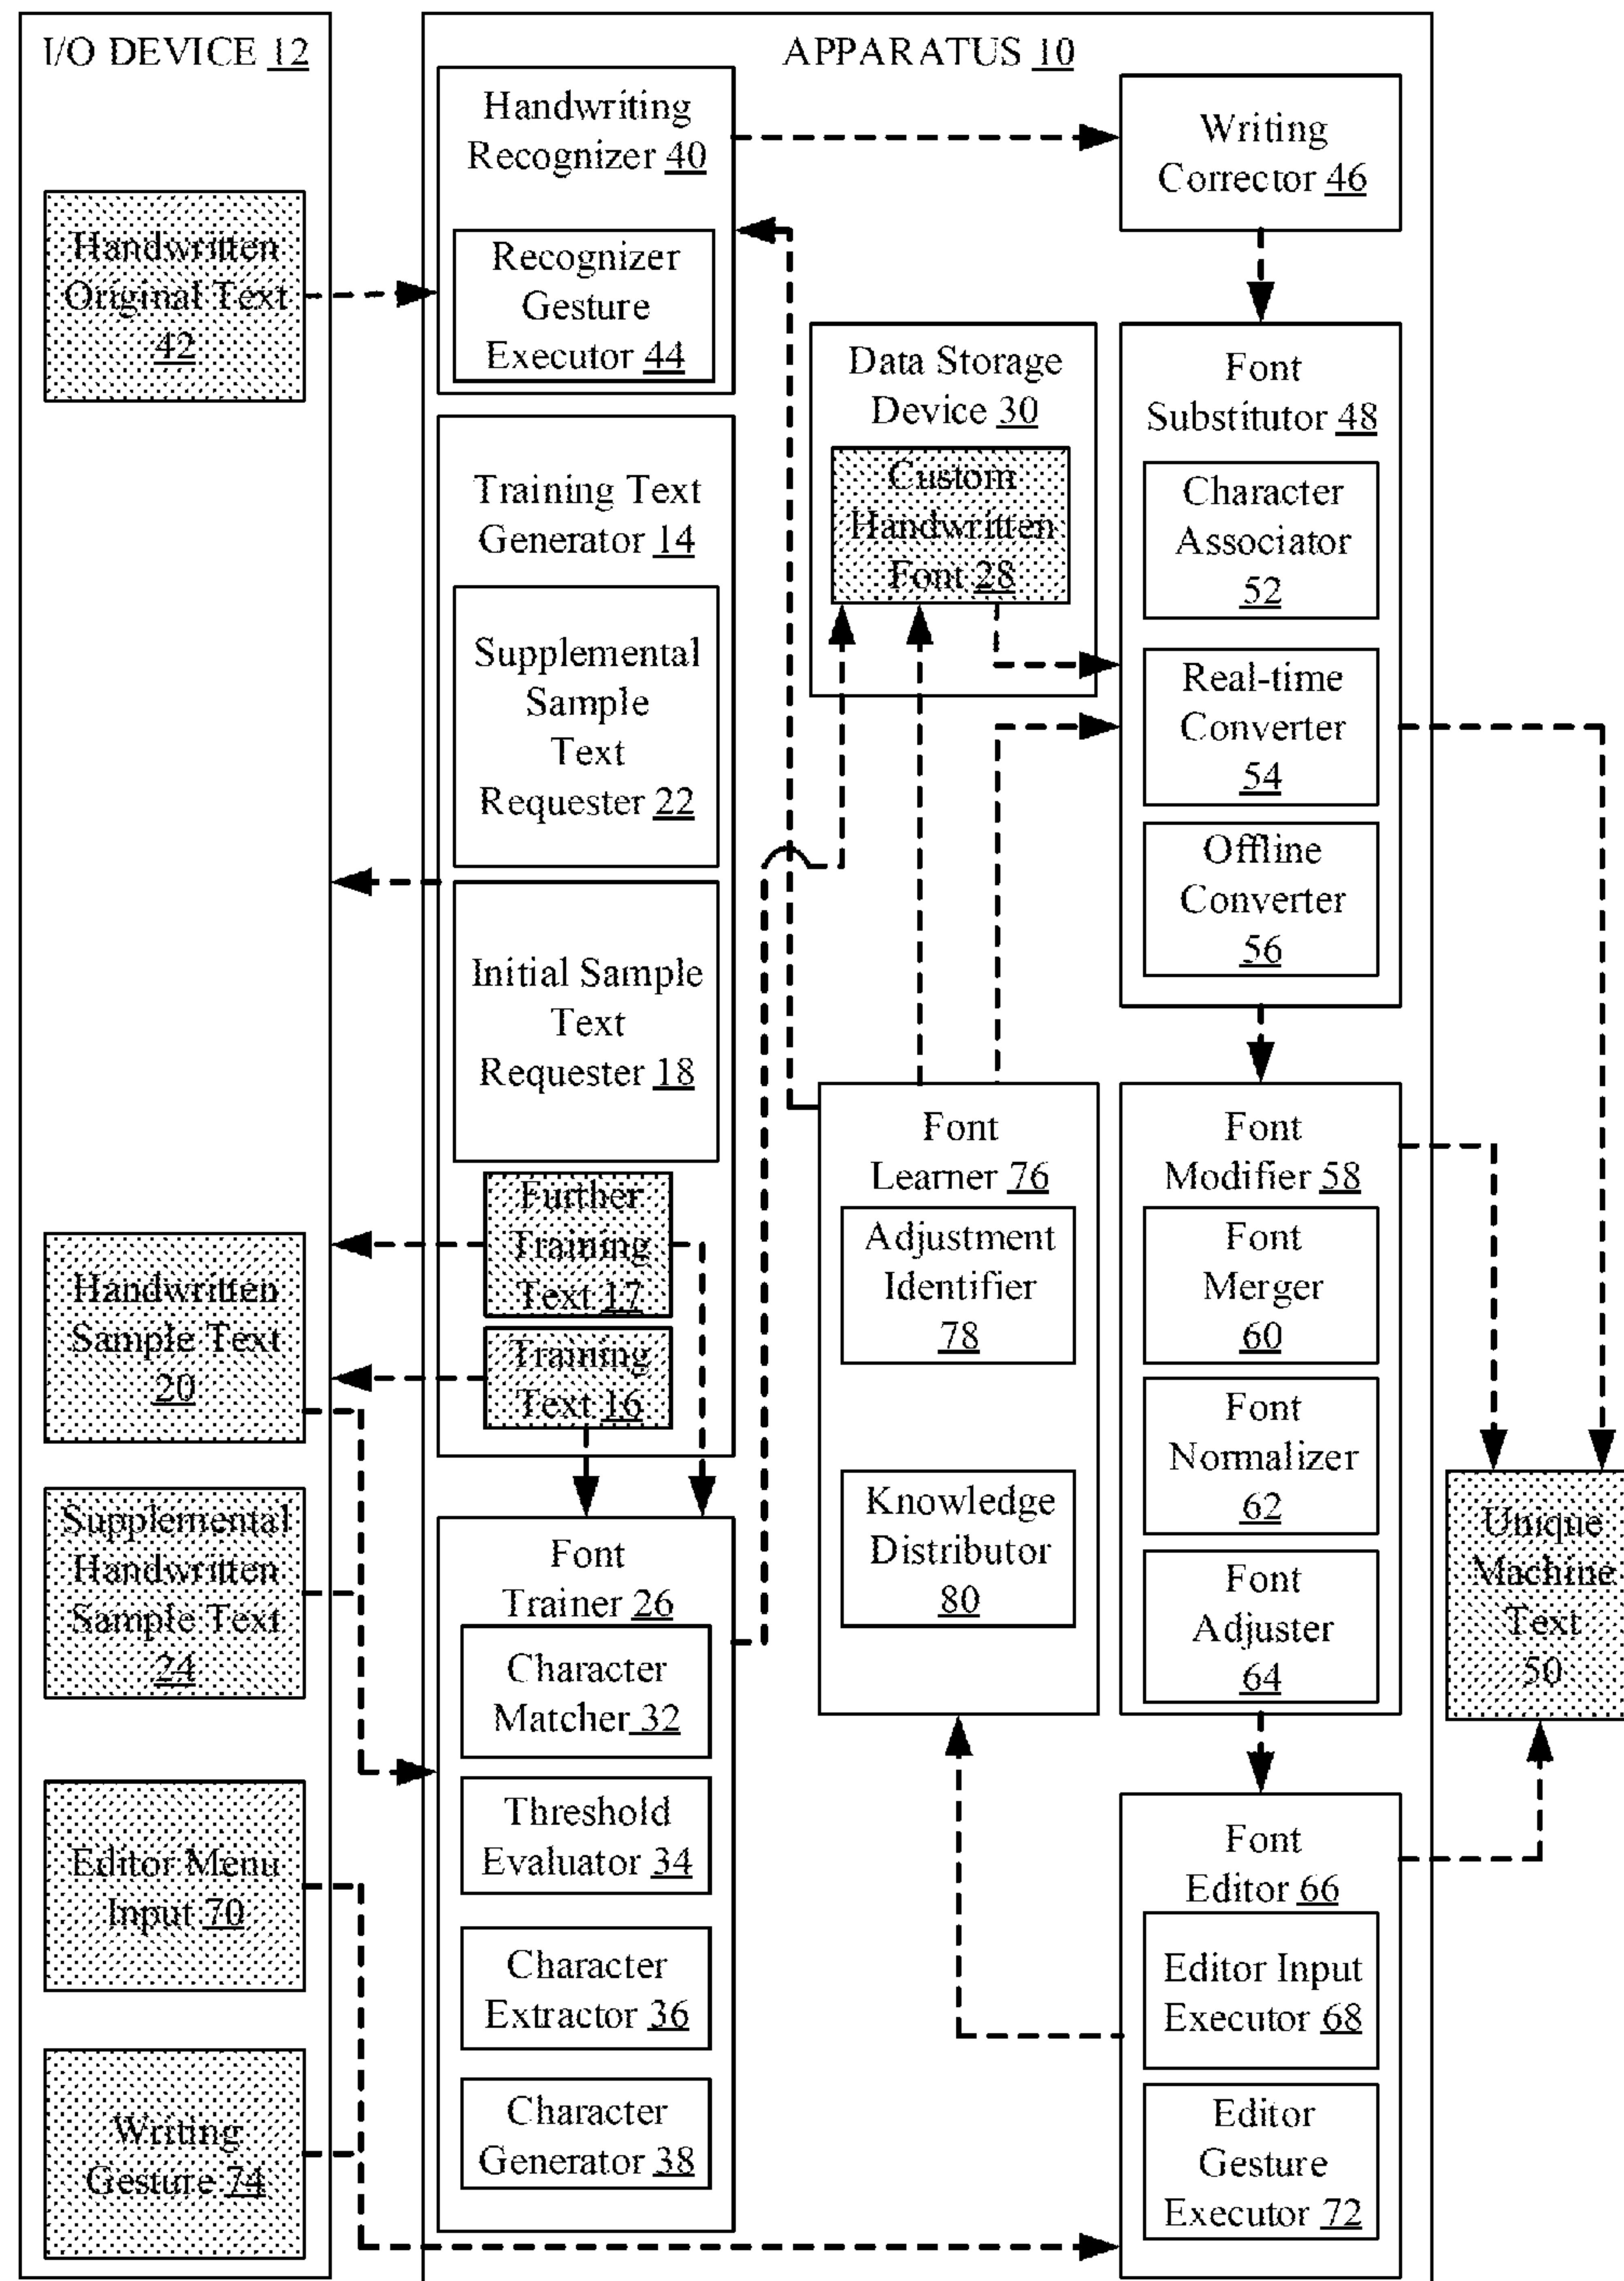 I/O DEVICE 12
Handwritten
Original Text
42
Handwritten
Sample Text
20
Supplemental
Handwritten
Sample Text
24
Editor Menu
Input 70
Writing
Gesture 74
APPARATUS 10
Handwriting
Recognizer 40
Recognizer
Gesture
Executor 44
Training Text
Generator 14
Supplemental
Sample
Text
Requester 22
Initial Sample
Text
Requester 18
Further
Training
Text 17
Training
Text 16
Font
Trainer 26
Character
Matcher 32
Threshold
Evaluator 34
Character
Extractor 36
Character
Generator 38
Data Storage
Device 30
Custom
Handwritten
Font 28
Font
Learner 76
Adjustment
Identifier
78
Knowledge
Distributor
80
Writing
Corrector 46
Font
Substitutor 48
Character
Associator
52
Real-time
Converter
54
Offline
Converter
56
Font
Modifier 58
Font
Merger
60
Font
Normalizer
62
Font
Adjuster
64
Font
Editor 66
Editor Input
Executor 68
Editor
Gesture
Executor 72
Unique
Machine
Text
50